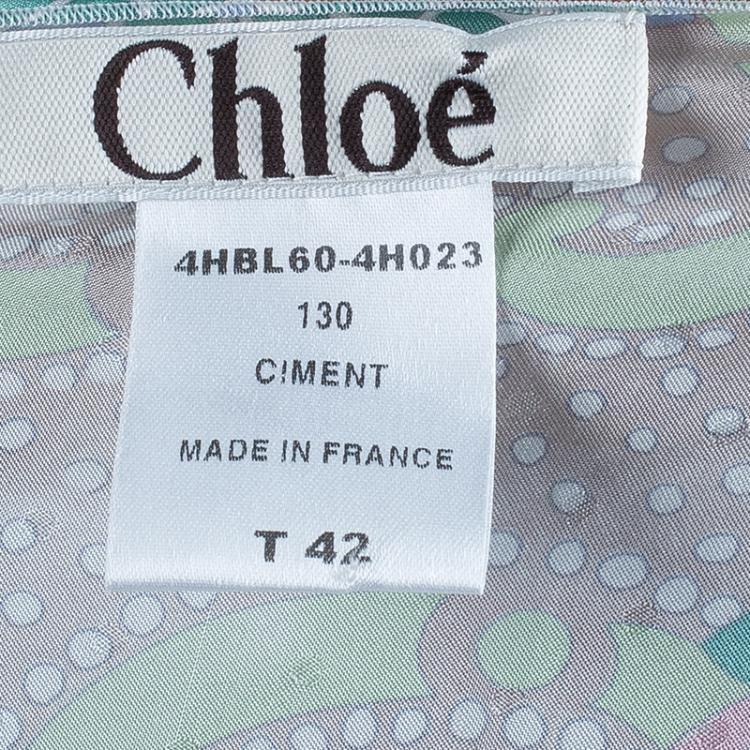 Chloé
4HBL60-4H023
130
CIMENT
MADE IN FRANCE
T 42